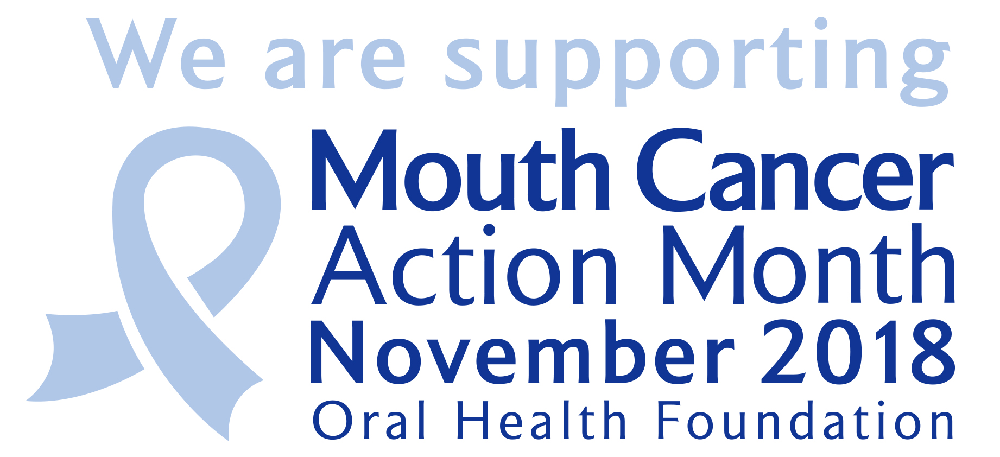 We are supporting
Mouth Cancer
Action Month
November 2018
Oral Health Foundation